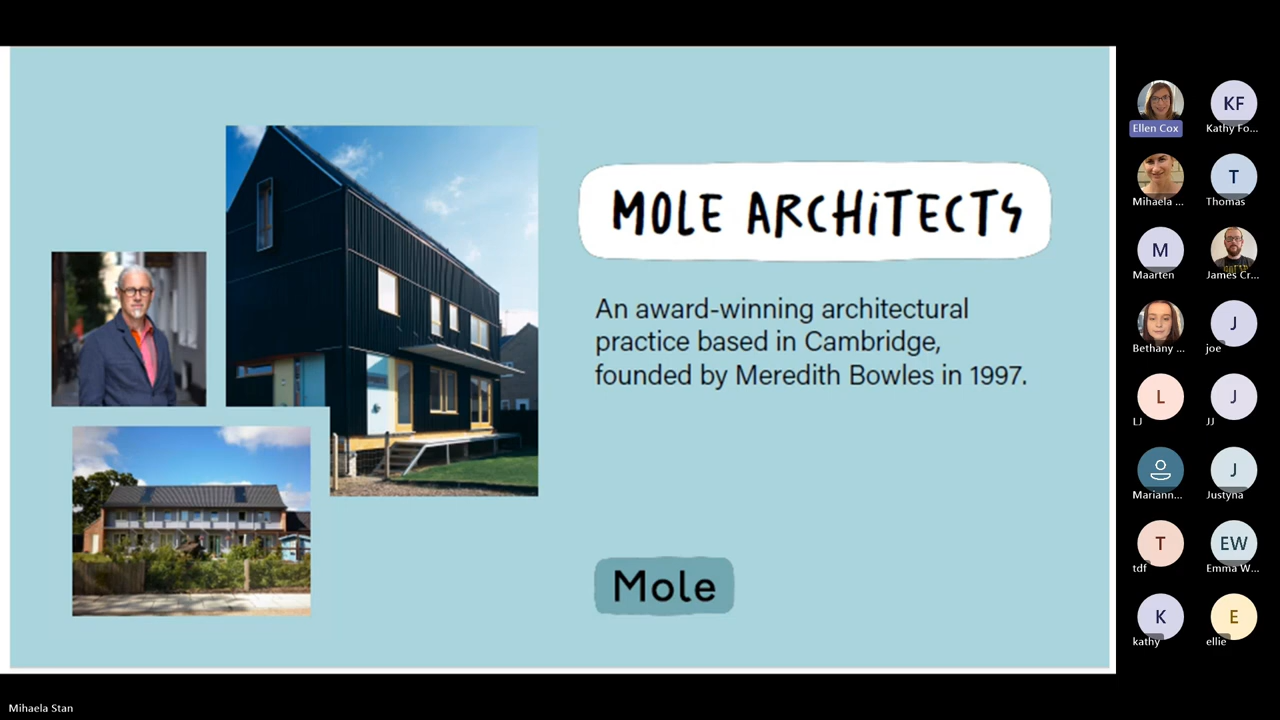 MOLE ARCHiTECTS
An award-winning architectural
practice based in Cambridge,
founded by Meredith Bowles in 1997.
Mole
Ellen Cox
KF
Kathy Fo...
Mihaela ...
T
Thomas
M
Maarten
James Cr...
Bethany ...
J
joe
L
LJ
J
JJ
Mariann...
J
Justyna
T
tdf
EW
Emma W...
K
kathy
E
ellie
Mihaela Stan